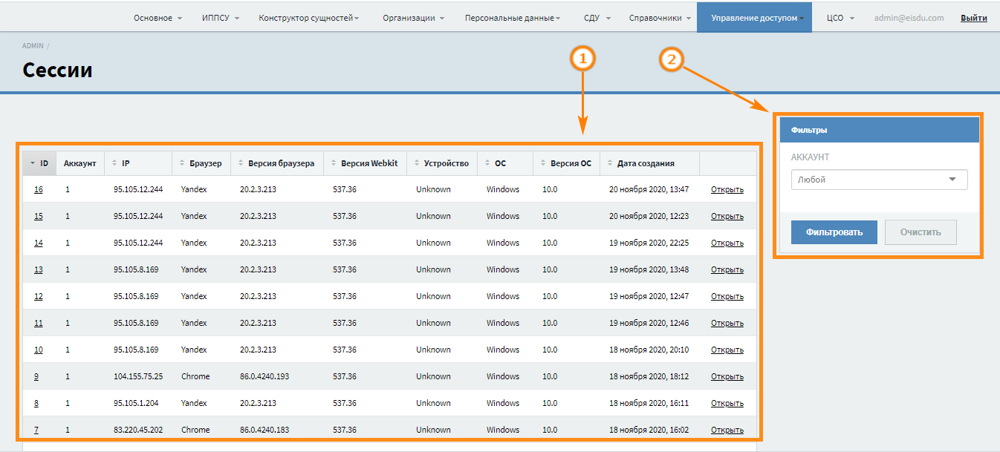 Основное ИППСУ Конструктор сущностей Организации Персональные данные СДУ Справочники Управление доступом ЦСО admin@eisdu.com Выйти
ADMIN /
Сессии
1 2
Фильтры
АККАУНТ
Любой
Фильтровать Очистить
ID Аккаунт IP Браузер Версия браузера Версия Webkit Устройство ОС Версия ОС Дата создания
16 1 95.105.12.244 Yandex 20.2.3.213 537.36 Unknown Windows 10.0 20 ноября 2020, 13:47 Открыть
15 1 95.105.12.244 Yandex 20.2.3.213 537.36 Unknown Windows 10.0 20 ноября 2020, 12:23 Открыть
14 1 95.105.12.244 Yandex 20.2.3.213 537.36 Unknown Windows 10.0 19 ноября 2020, 22:25 Открыть
13 1 95.105.8.169 Yandex 20.2.3.213 537.36 Unknown Windows 10.0 19 ноября 2020, 13:48 Открыть
12 1 95.105.8.169 Yandex 20.2.3.213 537.36 Unknown Windows 10.0 19 ноября 2020, 12:47 Открыть
11 1 95.105.8.169 Yandex 20.2.3.213 537.36 Unknown Windows 10.0 19 ноября 2020, 12:46 Открыть
10 1 95.105.8.169 Yandex 20.2.3.213 537.36 Unknown Windows 10.0 18 ноября 2020, 20:10 Открыть
9 1 104.155.75.25 Chrome 86.0.4240.193 537.36 Unknown Windows 10.0 18 ноября 2020, 18:12 Открыть
8 1 95.105.1.204 Yandex 20.2.3.213 537.36 Unknown Windows 10.0 18 ноября 2020, 16:11 Открыть
7 1 83.220.45.202 Chrome 86.0.4240.183 537.36 Unknown Windows 10.0 18 ноября 2020, 16:02 Открыть